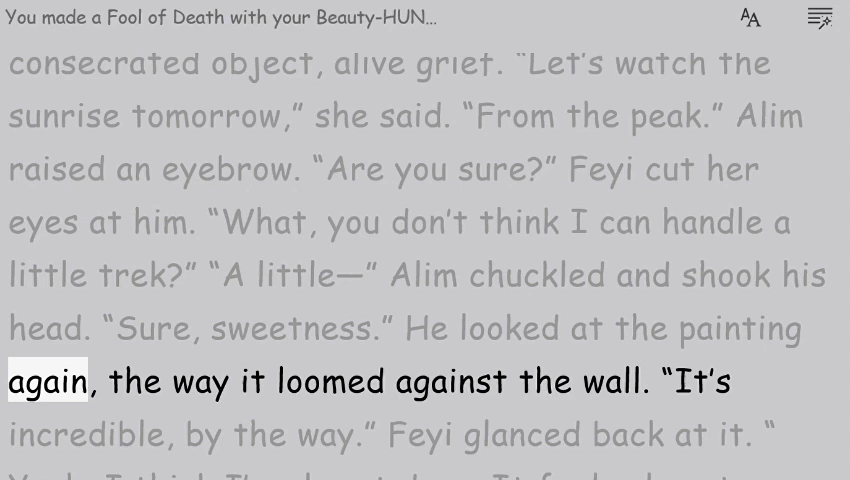 You made a Fool of Death with your Beauty-HUN...
consecrated object, alive grief. “Let’s watch the
sunrise tomorrow,” she said. “From the peak.” Alim
raised an eyebrow. “Are you sure?” Feyi cut her
eyes at him. “What, you don’t think I can handle a
little trek?” “A little—” Alim chuckled and shook his
head. “Sure, sweetness.” He looked at the painting
again, the way it loomed against the wall. “It’s
incredible, by the way.” Feyi glanced back at it. “